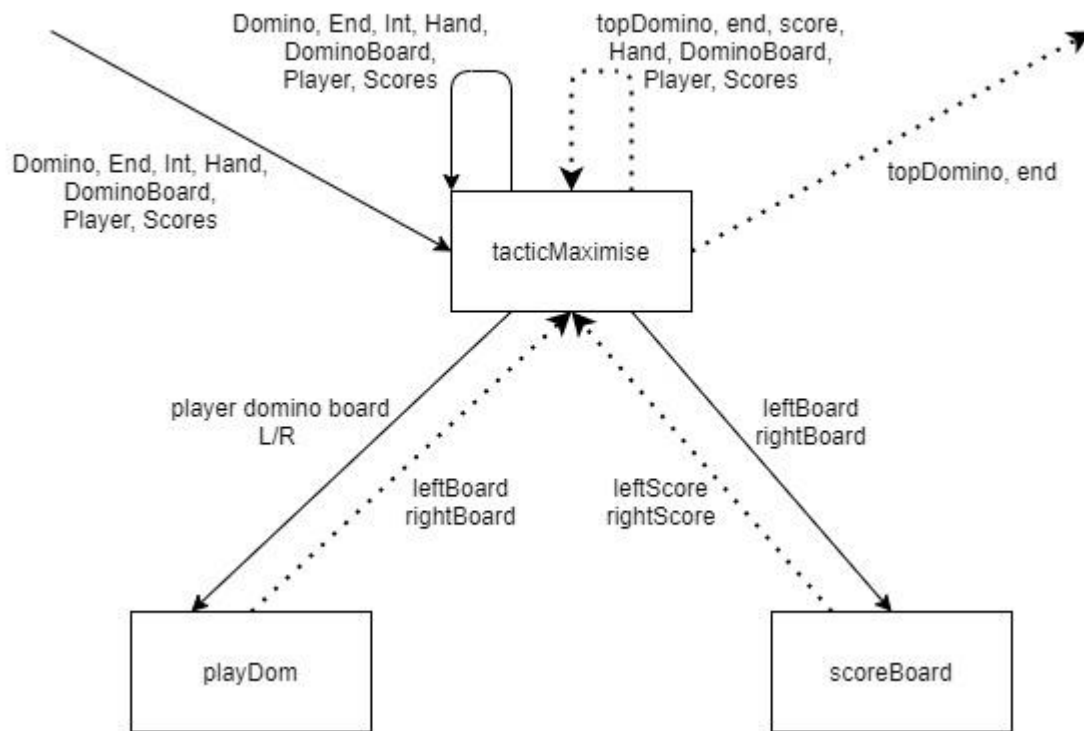 Domino, End, Int, Hand,
DominoBoard,
Player, Scores
topDomino, end, score,
Hand, DominoBoard,
Player, Scores
Domino, End, Int, Hand,
DominoBoard,
Player, Scores
topDomino, end
tacticMaximise
player domino board
L/R
leftBoard
rightBoard
leftBoard
rightBoard
leftScore
rightScore
playDom
scoreBoard